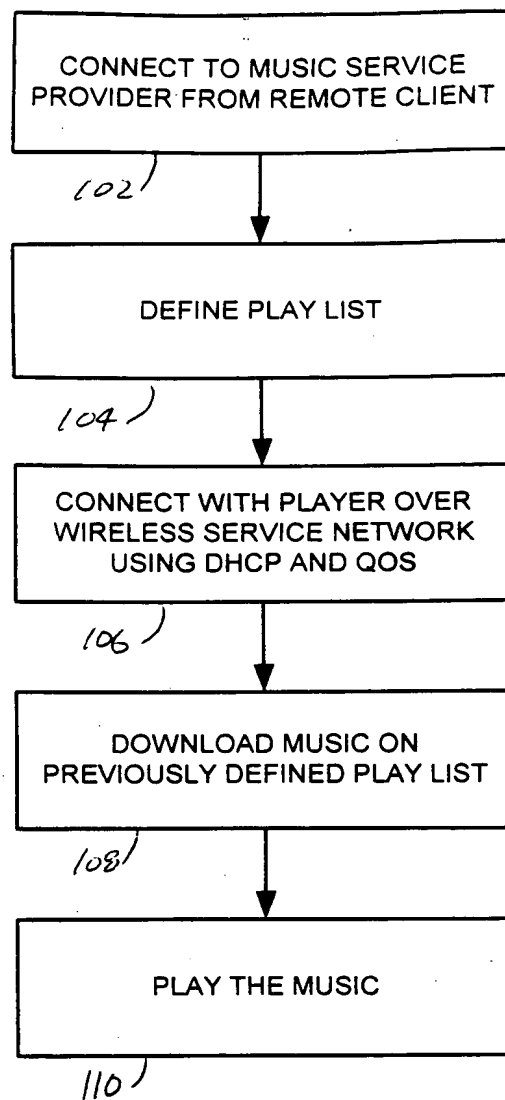 CONNECT TO MUSIC SERVICE
PROVIDER FROM REMOTE CLIENT
102
DEFINE PLAY LIST
104
CONNECT WITH PLAYER OVER
WIRELESS SERVICE NETWORK
USING DHCP AND QOS
106
DOWNLOAD MUSIC ON
PREVIOUSLY DEFINED PLAY LIST
108
PLAY THE MUSIC
110